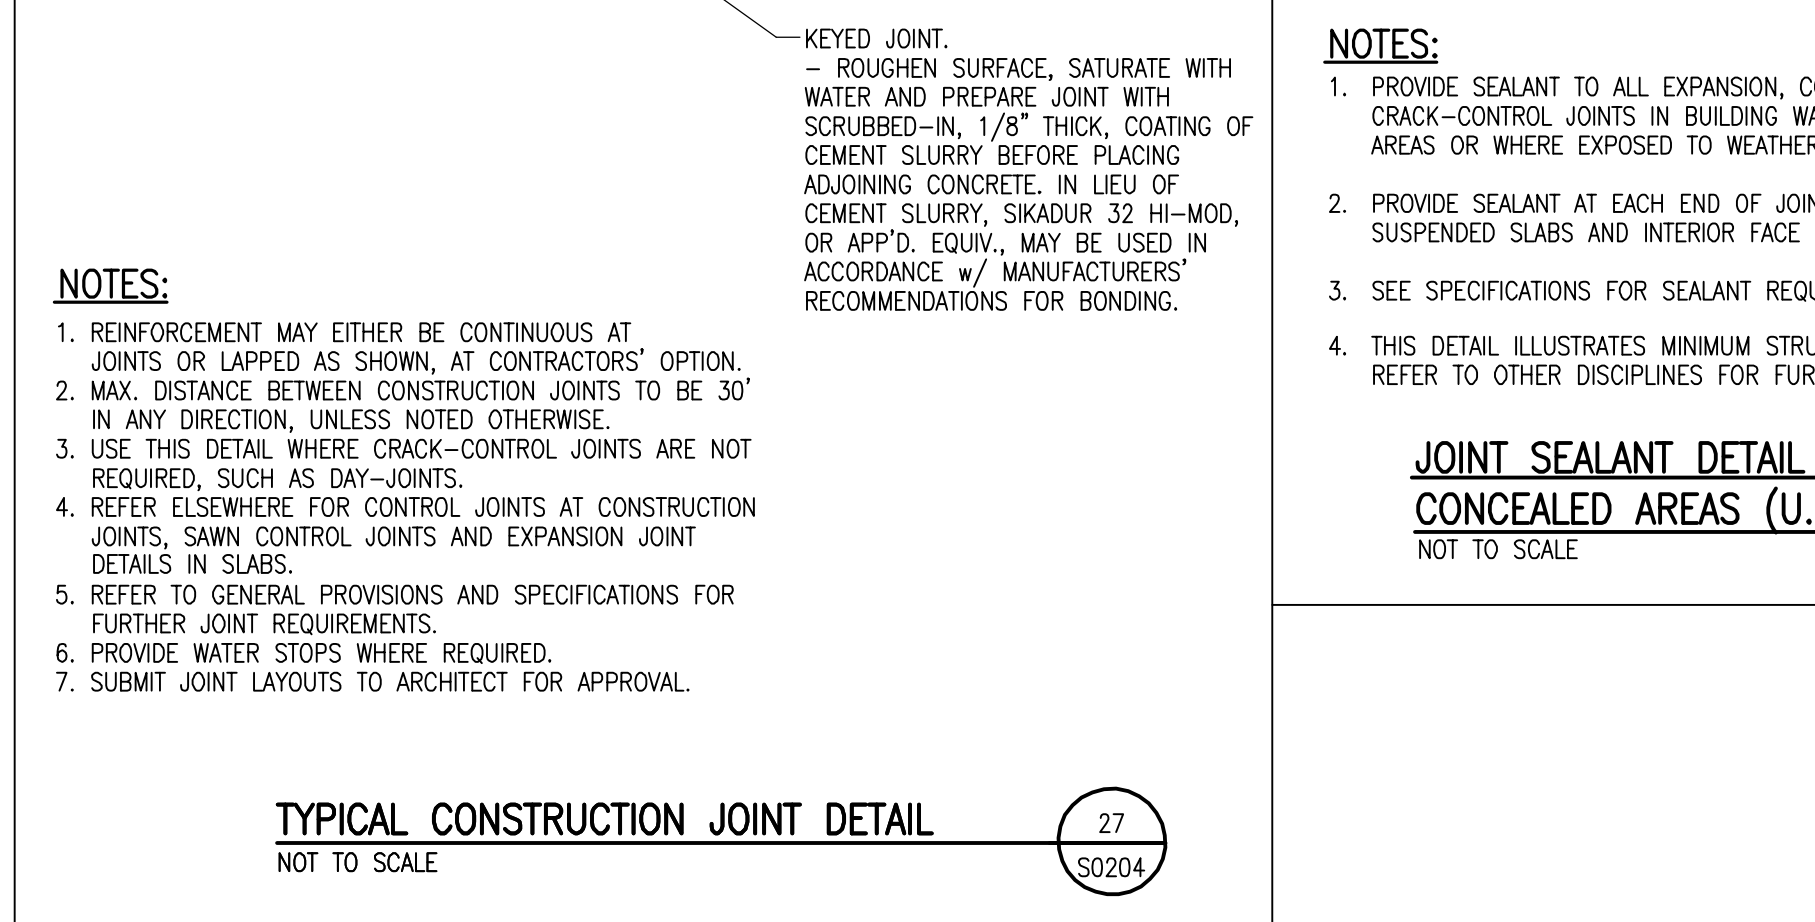 KEYED JOINT.
– ROUGHEN SURFACE, SATURATE WITH
WATER AND PREPARE JOINT WITH
SCRUBBED–IN, 1/8" THICK, COATING OF
CEMENT SLURRY BEFORE PLACING
ADJOINING CONCRETE. IN LIEU OF
CEMENT SLURRY, SIKADUR 32 HI–MOD,
OR APP'D. EQUIV., MAY BE USED IN
ACCORDANCE w/ MANUFACTURERS'
RECOMMENDATIONS FOR BONDING.
NOTES:
1. REINFORCEMENT MAY EITHER BE CONTINUOUS AT
JOINTS OR LAPPED AS SHOWN, AT CONTRACTORS' OPTION.
2. MAX. DISTANCE BETWEEN CONSTRUCTION JOINTS TO BE 30'
IN ANY DIRECTION, UNLESS NOTED OTHERWISE.
3. USE THIS DETAIL WHERE CRACK–CONTROL JOINTS ARE NOT
REQUIRED, SUCH AS DAY–JOINTS.
4. REFER ELSEWHERE FOR CONTROL JOINTS AT CONSTRUCTION
JOINTS, SAWN CONTROL JOINTS AND EXPANSION JOINT
DETAILS IN SLABS.
5. REFER TO GENERAL PROVISIONS AND SPECIFICATIONS FOR
FURTHER JOINT REQUIREMENTS.
6. PROVIDE WATER STOPS WHERE REQUIRED.
7. SUBMIT JOINT LAYOUTS TO ARCHITECT FOR APPROVAL.
TYPICAL CONSTRUCTION JOINT DETAIL
NOT TO SCALE
27
S0204
NOTES:
1. PROVIDE SEALANT TO ALL EXPANSION,
CRACK–CONTROL JOINTS IN BUILDING
AREAS OR WHERE EXPOSED TO WEATHER
2. PROVIDE SEALANT AT EACH END OF
SUSPENDED SLABS AND INTERIOR FACE
3. SEE SPECIFICATIONS FOR SEALANT
4. THIS DETAIL ILLUSTRATES MINIMUM
REFER TO OTHER DISCIPLINES FOR
JOINT SEALANT DETAIL
CONCEALED AREAS (U.
NOT TO SCALE